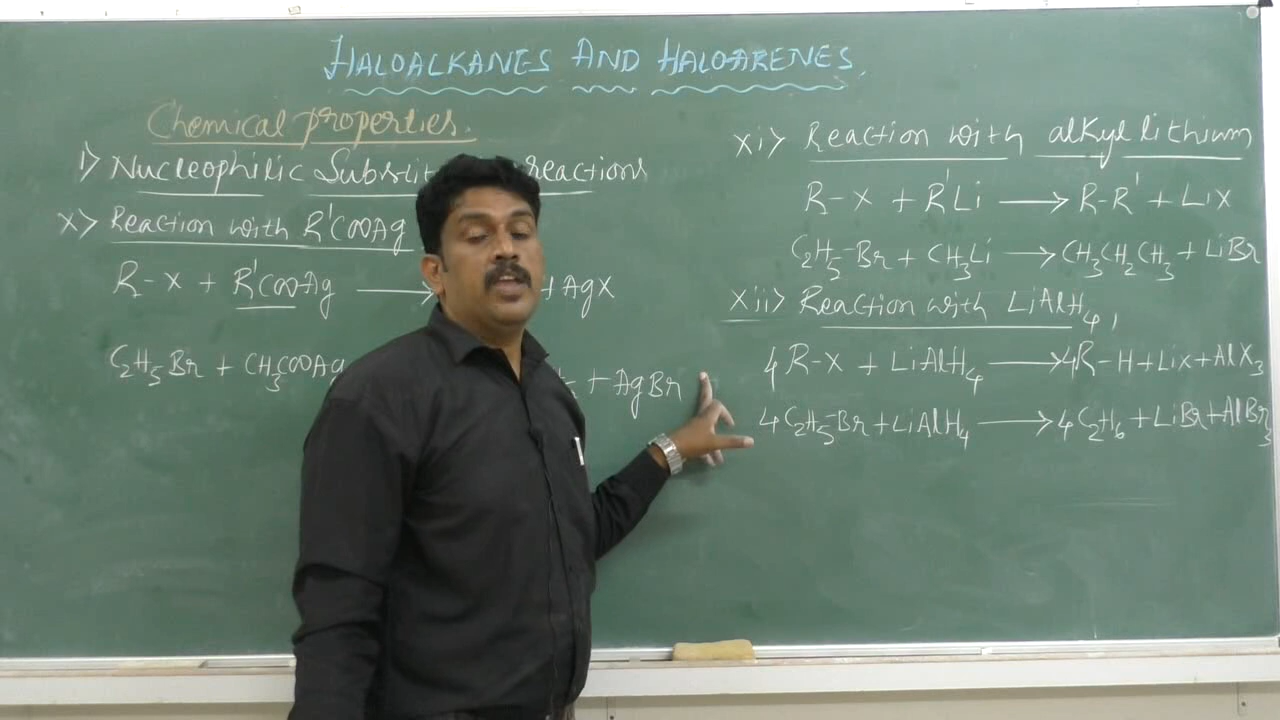 HALOALKANES AND HALOARENES.
Chemical properties.
1) Nucleophilic Substit reactions
x) Reaction with R'COOAg
R-X + R'COOAg ⟶ + AgX
C₂H₅Br + CH₃COOAg + AgBr
xi) Reaction with alkyl lithium
R-X + R'Li ⟶ R-R' + LiX
C₂H₅-Br + CH₃Li ⟶ CH₃CH₂CH₃ + LiBr
xii) Reaction with LiAlH₄,
4R-X + LiAlH₄ ⟶ 4R-H + Lix + AlX₃
4C₂H₅-Br + LiAlH₄ ⟶ 4C₂H₆ + LiBr + AlBr₃